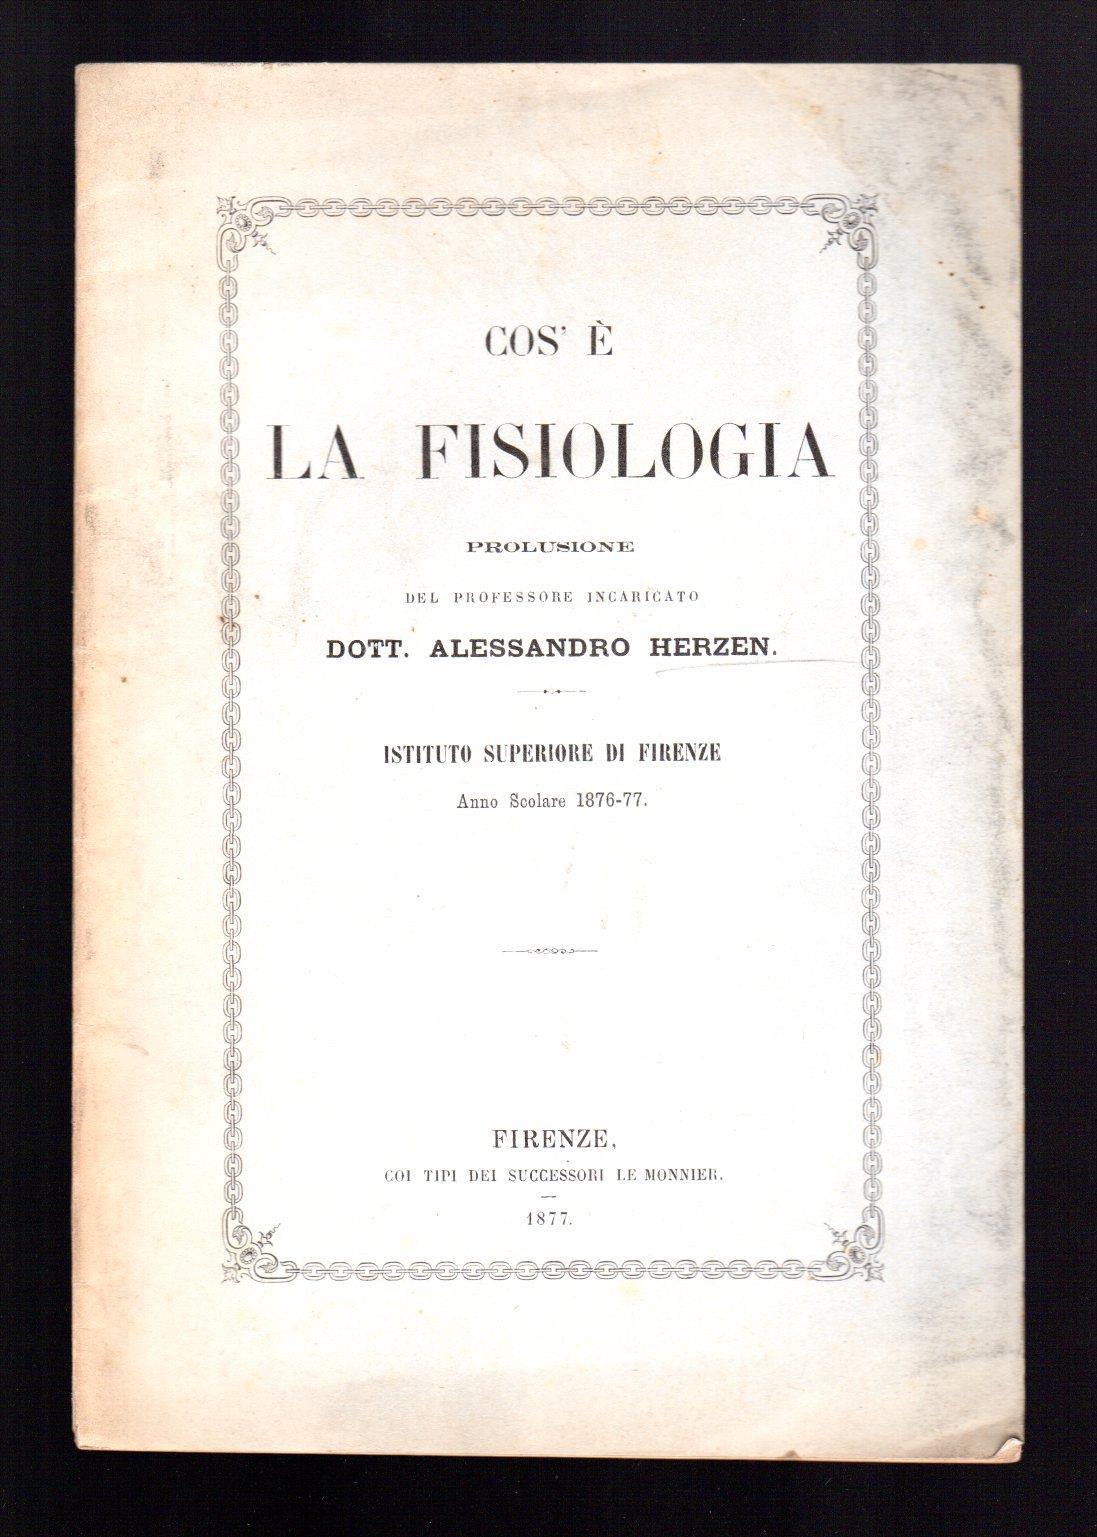 COS' È
LA FISIOLOGIA
PROLUSIONE
DEL PROFESSORE INCARICATO
DOTT. ALESSANDRO HERZEN.
ISTITUTO SUPERIORE DI FIRENZE
Anno Scolare 1876-77.
FIRENZE,
COI TIPI DEI SUCCESSORI LE MONNIER.
1877.